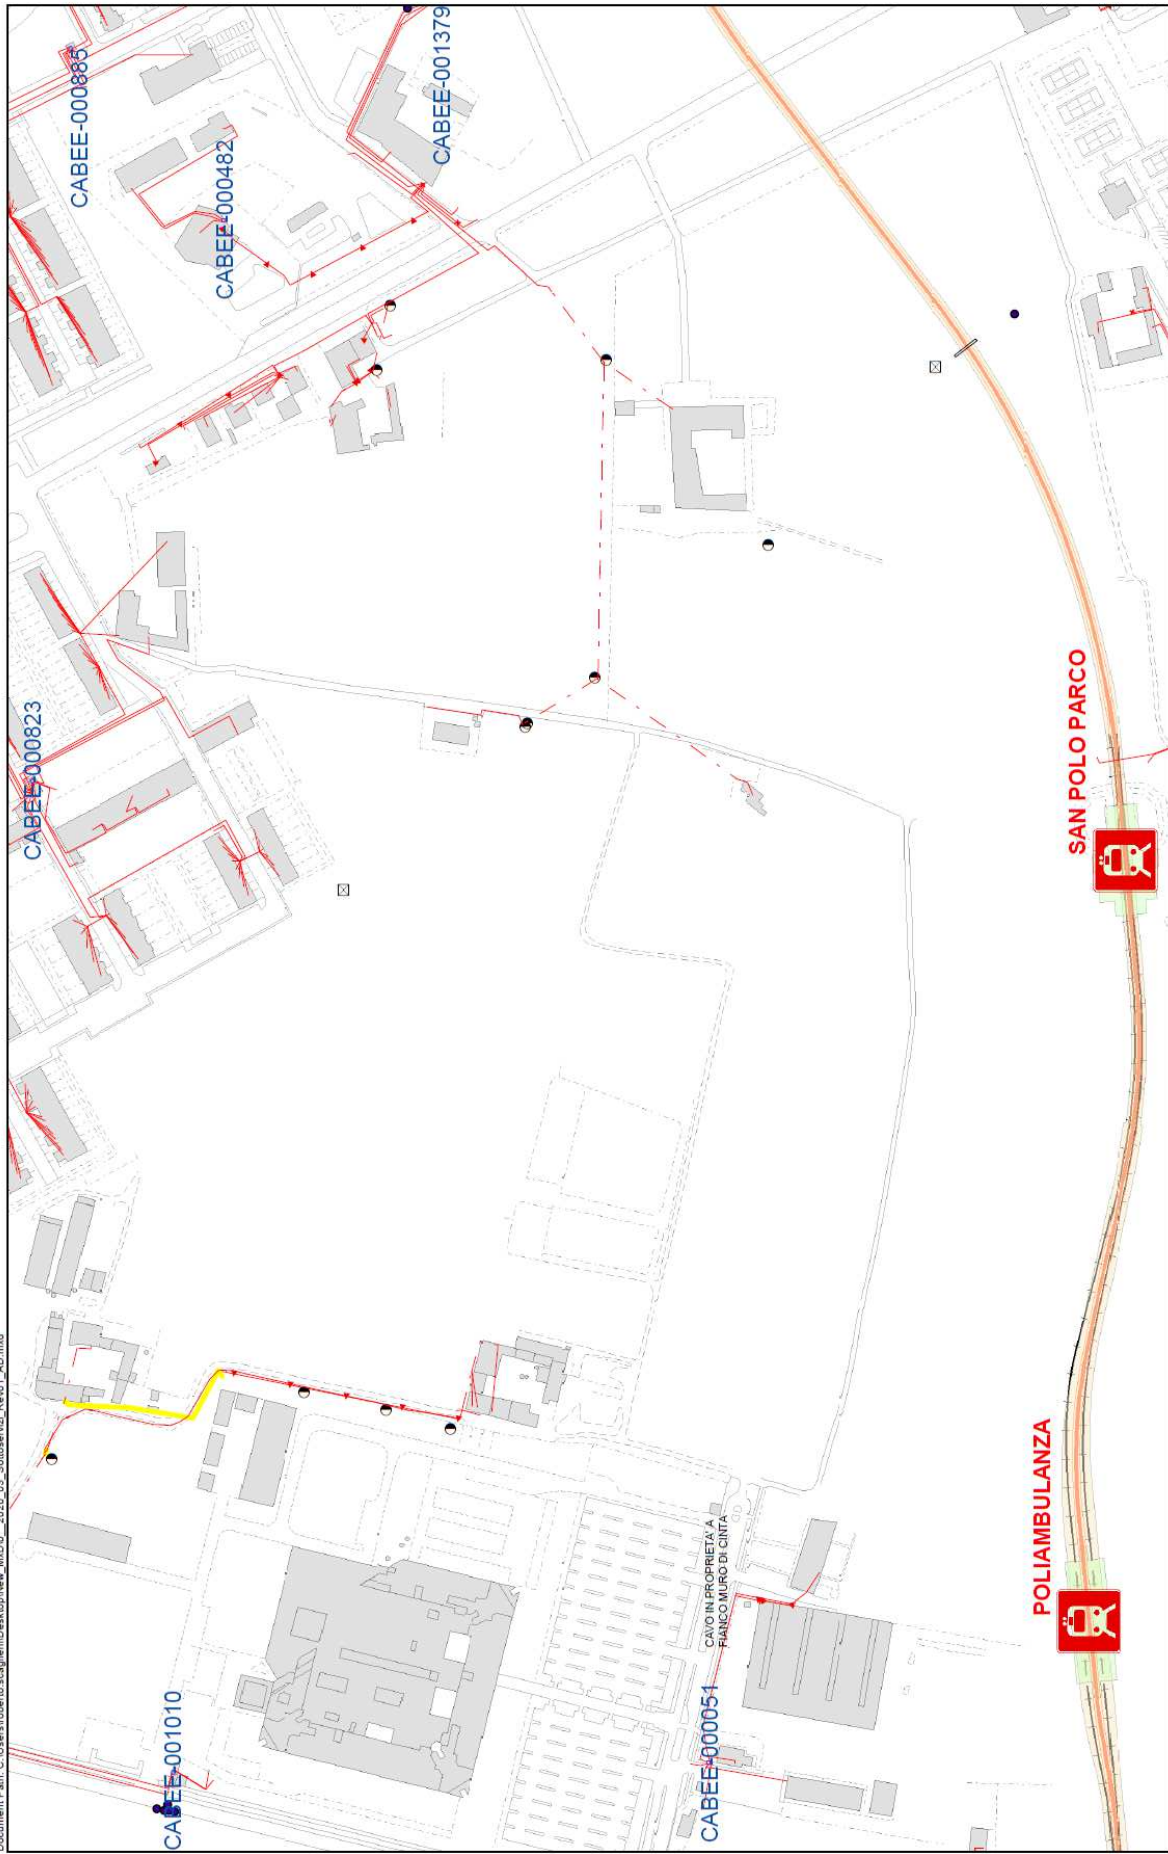 CABEE-000885
CABEE-000482
CABEE-001379
CABEE-000823
SAN POLO PARCO
POLIAMBULANZA
CAVO IN PROPRIETA' A
FIANCO MURO DI CINTA
CABEE-001010
CABEE-000051